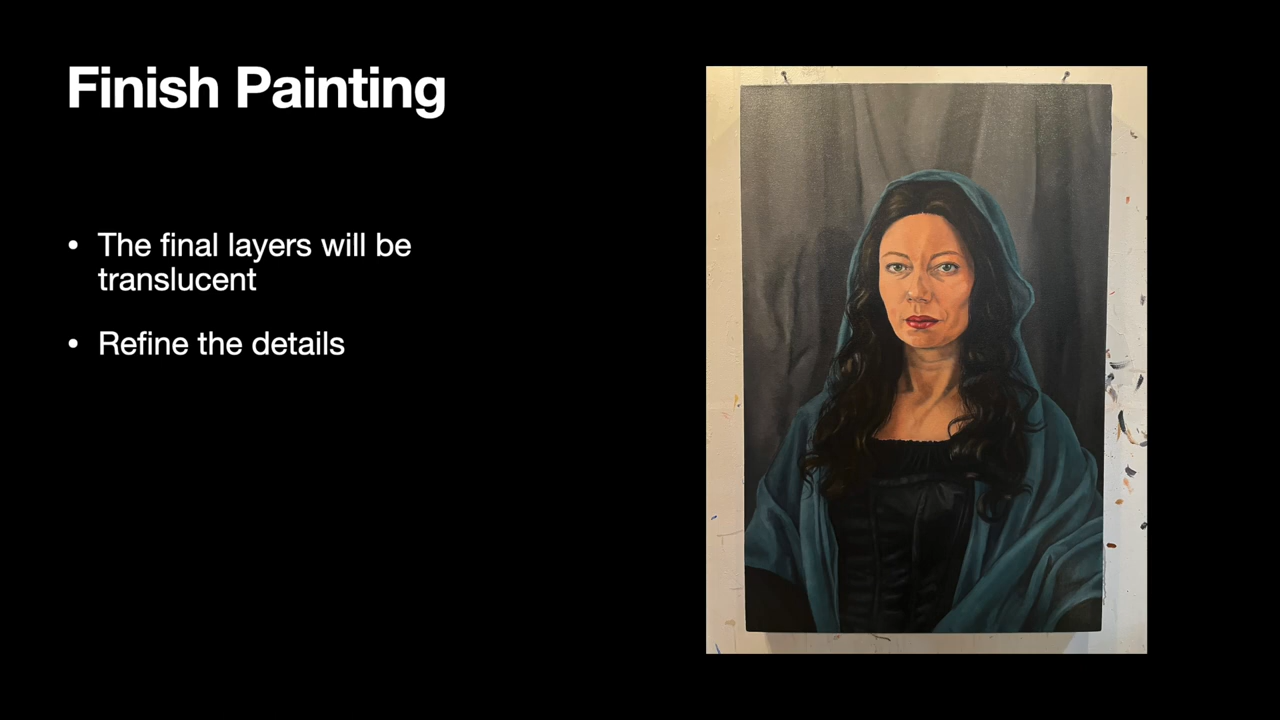 Finish Painting
• The final layers will be
translucent
• Refine the details